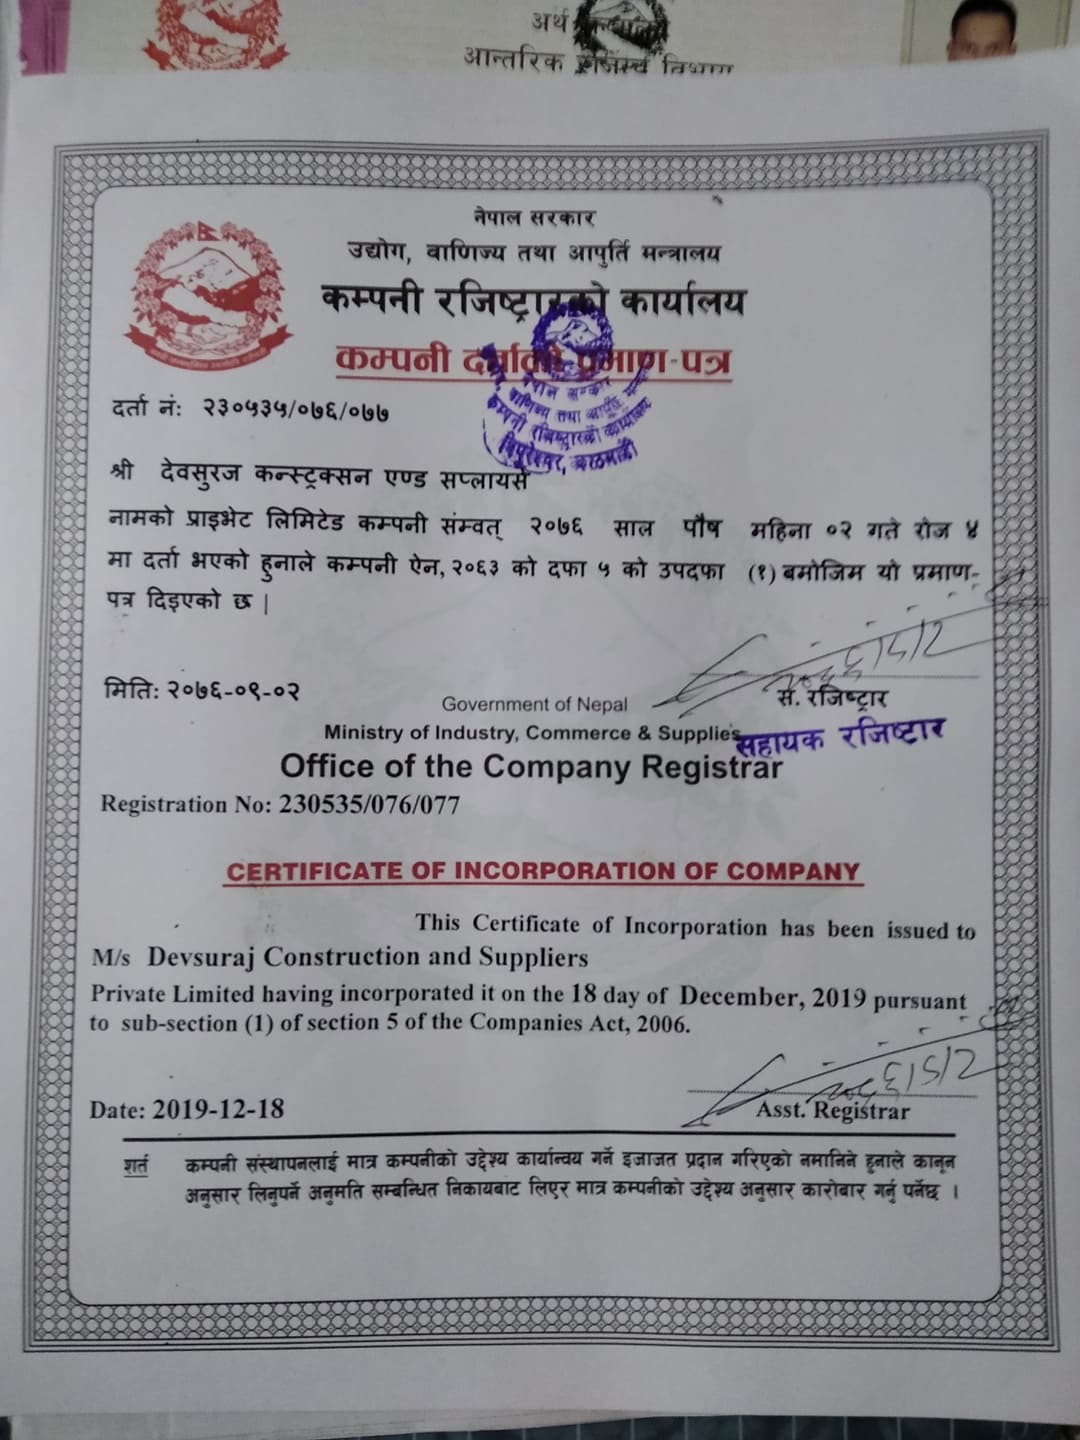 अर्थ
आन्तरिक राजस्व विभाग
नेपाल सरकार
उद्योग, वाणिज्य तथा आपुर्ति मन्त्रालय
कम्पनी रजिष्ट्रारको कार्यालय
कम्पनी दर्ताको प्रमाण-पत्र
नेपाल सरकार
वाणिज्य तथा आपूर्ति
कम्पनी रजिष्ट्रारको कार्यालय
त्रिपुरेश्वर, काठमाडौं
दर्ता नं: २३०५३५/०७६/०७७
श्री देवसुरज कन्स्ट्रक्सन एण्ड सप्लायर्स
नामको प्राइभेट लिमिटेड कम्पनी संम्वत् २०७६ साल पौष महिना ०२ गते रोज ४
मा दर्ता भएको हुनाले कम्पनी ऐन, २०६३ को दफा ५ को उपदफा (१) बमोजिम यो प्रमाण-
पत्र दिइएको छ |
मिति: २०७६-०९-०२
स. रजिष्ट्रार
सहायक रजिष्टार
Government of Nepal
Ministry of Industry, Commerce & Supplies
Office of the Company Registrar
Registration No: 230535/076/077
CERTIFICATE OF INCORPORATION OF COMPANY
This Certificate of Incorporation has been issued to
M/s Devsuraj Construction and Suppliers
Private Limited having incorporated it on the 18 day of December, 2019 pursuant
to sub-section (1) of section 5 of the Companies Act, 2006.
Date: 2019-12-18
Asst. Registrar
शर्त कम्पनी संस्थापनलाई मात्र कम्पनीको उद्देश्य कार्यान्वय गर्ने इजाजत प्रदान गरिएको नमानिने हुनाले कानून
अनुसार लिनुपर्ने अनुमति सम्बन्धित निकायबाट लिएर मात्र कम्पनीको उद्देश्य अनुसार कारोबार गर्नु पर्नेछ ।